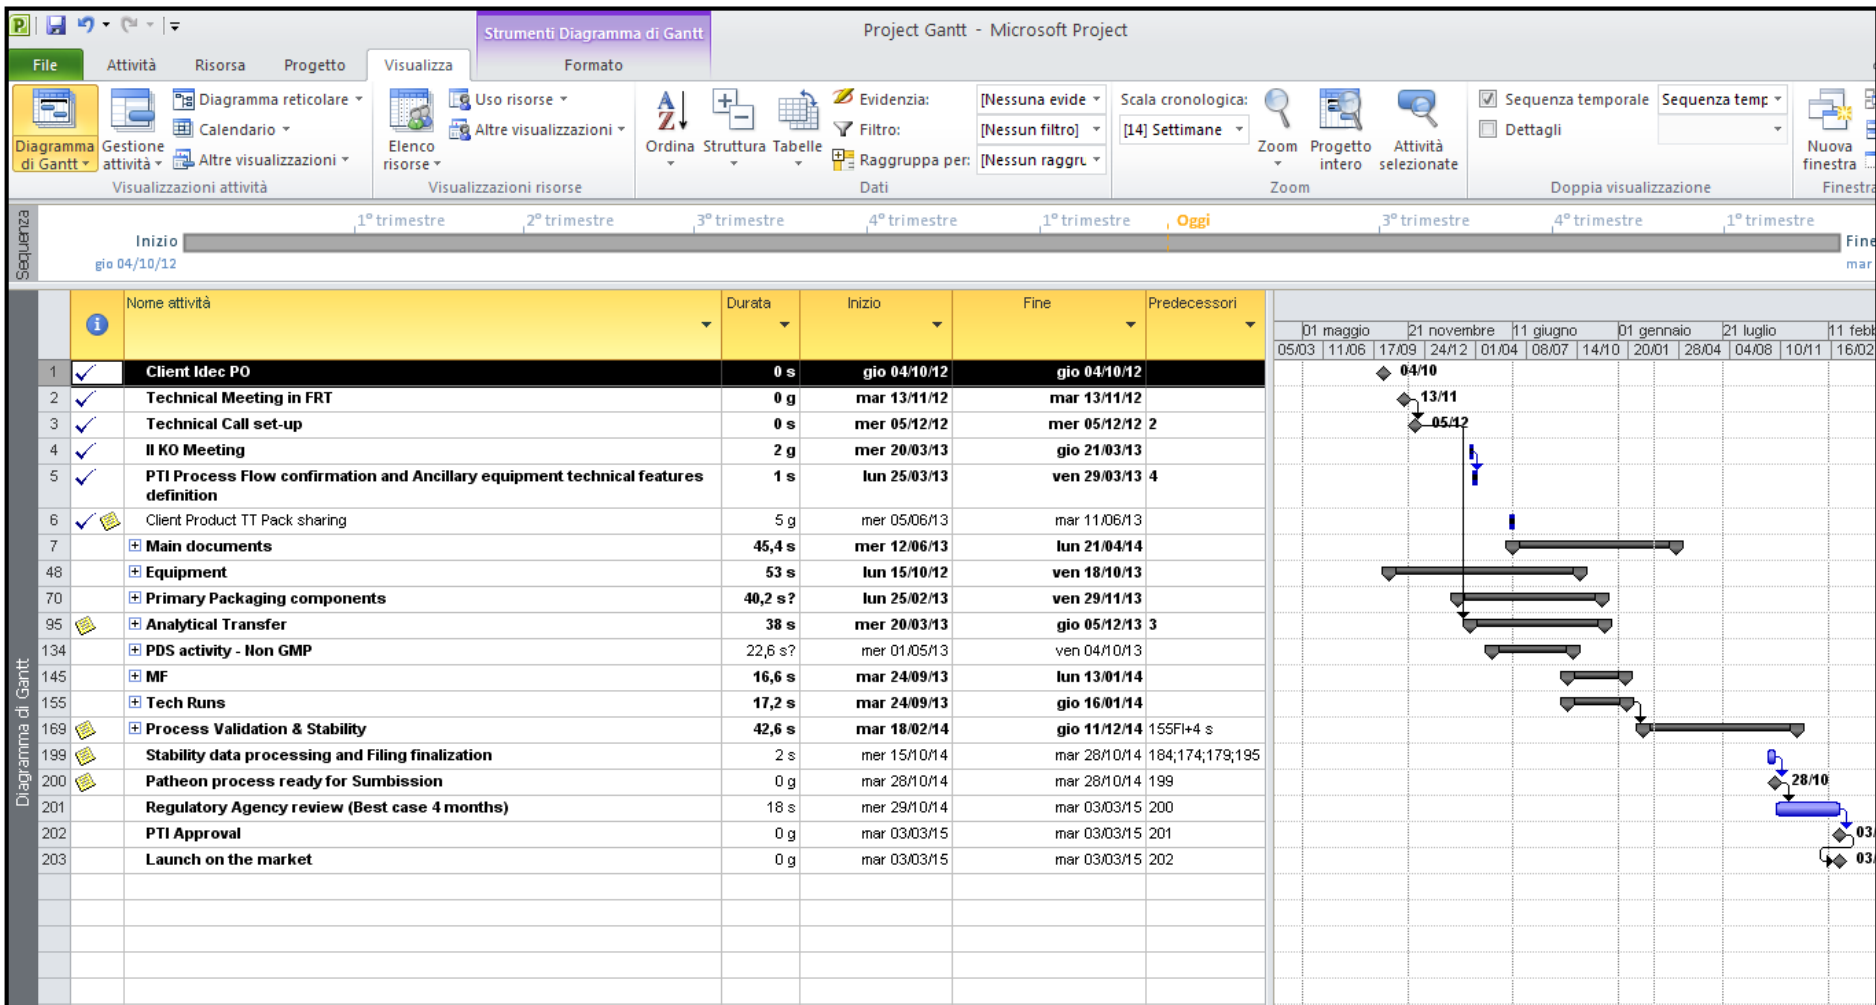 Project Gantt - Microsoft Project
Strumenti Diagramma di Gantt
File Attività Risorsa Progetto Visualizza Formato
Diagramma di Gantt
Gestione attività
Diagramma reticolare
Calendario
Altre visualizzazioni
Visualizzazioni attività
Elenco risorse
Uso risorse
Altre visualizzazioni
Visualizzazioni risorse
Ordina Struttura Tabelle
Evidenzia: [Nessuna evide
Filtro: [Nessun filtro]
Raggruppa per: [Nessun raggru
Dati
Scala cronologica:
[14] Settimane
Zoom
Progetto intero
Attività selezionate
Zoom
Sequenza temporale Sequenza temp
Dettagli
Doppia visualizzazione
Nuova finestra
Finestra
Sequenza
1° trimestre 2° trimestre 3° trimestre 4° trimestre 1° trimestre Oggi 3° trimestre 4° trimestre 1° trimestre
Inizio
gio 04/10/12
Fine
mar
Diagramma di Gantt
Nome attività Durata Inizio Fine Predecessori
01 maggio 21 novembre 11 giugno 01 gennaio 21 luglio 11 febb
05/03 11/06 17/09 24/12 01/04 08/07 14/10 20/01 28/04 04/08 10/11 16/02
1 Client Idec PO 0 s gio 04/10/12 gio 04/10/12 04/10
2 Technical Meeting in FRT 0 g mar 13/11/12 mar 13/11/12 13/11
3 Technical Call set-up 0 s mer 05/12/12 mer 05/12/12 2 05/12
4 II KO Meeting 2 g mer 20/03/13 gio 21/03/13
5 PTI Process Flow confirmation and Ancillary equipment technical features definition 1 s lun 25/03/13 ven 29/03/13 4
6 Client Product TT Pack sharing 5 g mer 05/06/13 mar 11/06/13
7 Main documents 45,4 s mer 12/06/13 lun 21/04/14
48 Equipment 53 s lun 15/10/12 ven 18/10/13
70 Primary Packaging components 40,2 s? lun 25/02/13 ven 29/11/13
95 Analytical Transfer 38 s mer 20/03/13 gio 05/12/13 3
134 PDS activity - Non GMP 22,6 s? mer 01/05/13 ven 04/10/13
145 MF 16,6 s mar 24/09/13 lun 13/01/14
155 Tech Runs 17,2 s mar 24/09/13 gio 16/01/14
169 Process Validation & Stability 42,6 s mar 18/02/14 gio 11/12/14 155FI+4 s
199 Stability data processing and Filing finalization 2 s mer 15/10/14 mar 28/10/14 184;174;179;195
200 Patheon process ready for Sumbission 0 g mar 28/10/14 mar 28/10/14 199 28/10
201 Regulatory Agency review (Best case 4 months) 18 s mer 29/10/14 mar 03/03/15 200
202 PTI Approval 0 g mar 03/03/15 mar 03/03/15 201 03/
203 Launch on the market 0 g mar 03/03/15 mar 03/03/15 202 03/